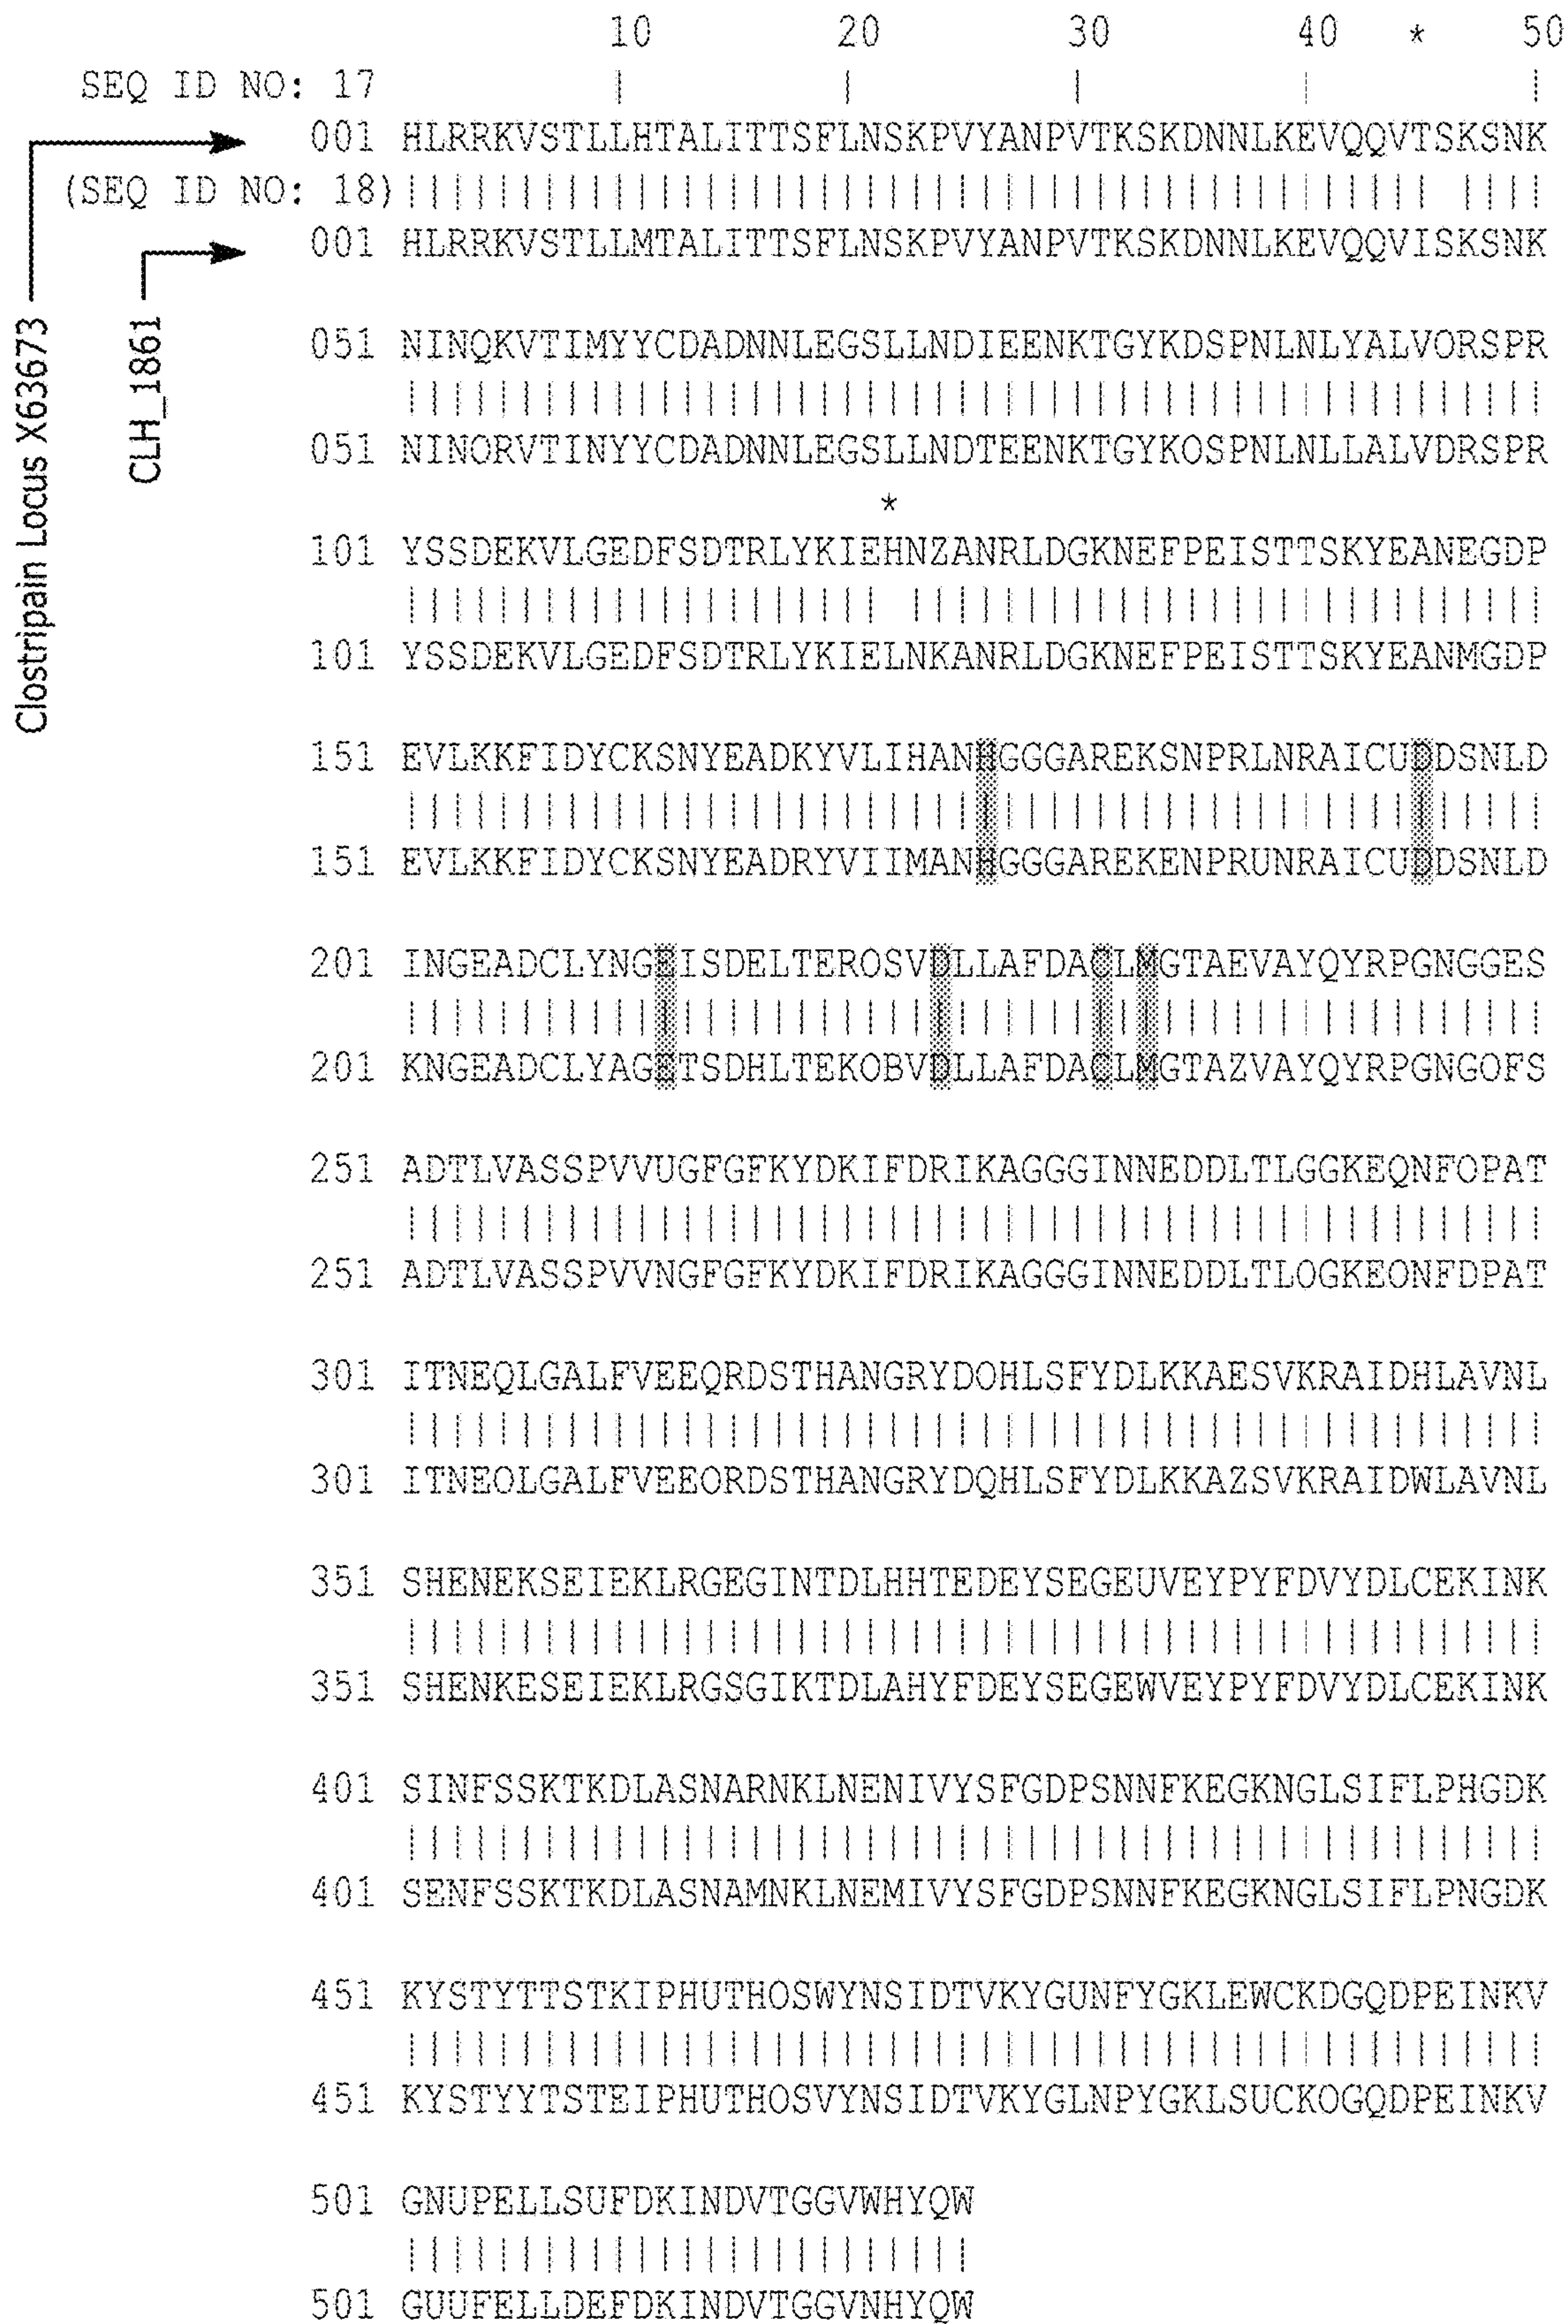 10 20 30 40 * 50
SEQ ID NO: 17 | | | | |
001 HLRRKVSTLLHTALITTSFLNSKPVYANPVTKSKDNNLKEVQQVTSKSNK
(SEQ ID NO: 18) |||||||||||||||||||||||||||||||||||||||||||||  ||||
001 HLRRKVSTLLMTALITTSFLNSKPVYANPVTKSKDNNLKEVQQVISKSNK
Clostripain Locus X63673
CLH_1861
051 NINQKVTIMYYCDADNNLEGSLLNDIEENKTGYKDSPNLNLYALVORSPR
||||||||||||||||||||||||||||||||||||||||||||||||||
051 NINORVTINYYCDADNNLEGSLLNDTEENKTGYKOSPNLNLLALVDRSPR
*
101 YSSDEKVLGEDFSDTRLYKIEHNZANRLDGKNEFPEISTTSKYEANEGDP
||||||||||||||||||||| ||||||||||||||||||||||||||||
101 YSSDEKVLGEDFSDTRLYKIELNKANRLDGKNEFPEISTTSKYEANMGDP
151 EVLKKFIDYCKSNYEADKYVLIHANHGGGAREKSNPRLNRAICUDDSNLD
||||||||||||||||||||||||||||||||||||||||||||||||||
151 EVLKKFIDYCKSNYEADRYVIIMANHGGGAREKENPRUNRAICUDDSNLD
201 INGEADCLYNGEISDELTEROSVDLLAFDACLMGTAEVAYQYRPGNGGES
||||||||||||||||||||||||||||||||||||||||||||||||||
201 KNGEADCLYAGETSDHLTEKOBVDLLAFDACLMGTAZVAYQYRPGNGOFS
251 ADTLVASSPVVUGFGFKYDKIFDRIKAGGGINNEDDLTLGGKEQNFOPAT
||||||||||||||||||||||||||||||||||||||||||||||||||
251 ADTLVASSPVVNGFGFKYDKIFDRIKAGGGINNEDDLTLOGKEONFDPAT
301 ITNEQLGALFVEEQRDSTHANGRYDOHLSFYDLKKAESVKRAIDHLAVNL
||||||||||||||||||||||||||||||||||||||||||||||||||
301 ITNEOLGALFVEEORDSTHANGRYDQHLSFYDLKKAZSVKRAIDWLAVNL
351 SHENEKSEIEKLRGEGINTDLHHTEDEYSEGEUVEYPYFDVYDLCEKINK
||||||||||||||||||||||||||||||||||||||||||||||||||
351 SHENKESEIEKLRGSGIKTDLAHYFDEYSEGEWVEYPYFDVYDLCEKINK
401 SINFSSKTKDLASNARNKLNENIVYSFGDPSNNFKEGKNGLSIFLPHGDK
||||||||||||||||||||||||||||||||||||||||||||||||||
401 SENFSSKTKDLASNAMNKLNEMIVYSFGDPSNNFKEGKNGLSIFLPNGDK
451 KYSTYTTSTKIPHUTHOSWYNSIDTVKYGUNFYGKLEWCKDGQDPEINKV
||||||||||||||||||||||||||||||||||||||||||||||||||
451 KYSTYYTSTEIPHUTHOSVYNSIDTVKYGLNPYGKLSUCKOGQDPEINKV
501 GNUPELLSUFDKINDVTGGVWHYQW
|||||||||||||||||||||||||
501 GUUFELLDEFDKINDVTGGVNHYQW